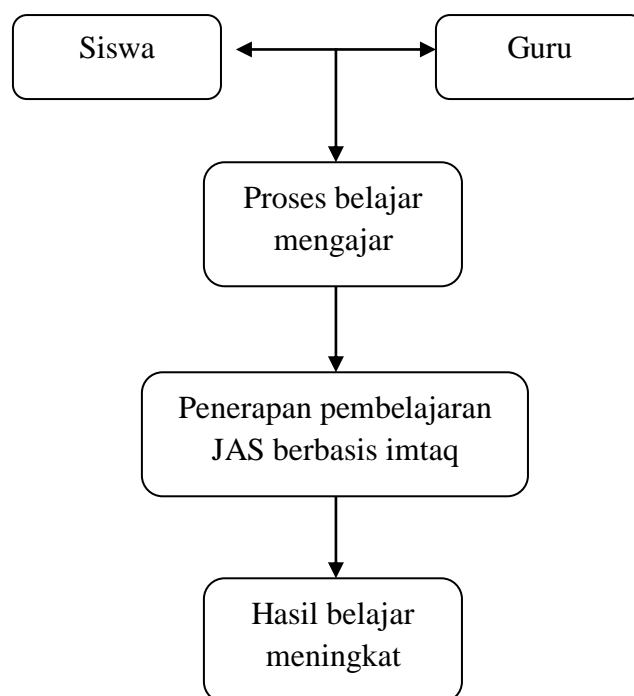 Siswa
Guru
Proses belajar
mengajar
Penerapan pembelajaran
JAS berbasis imtaq
Hasil belajar
meningkat